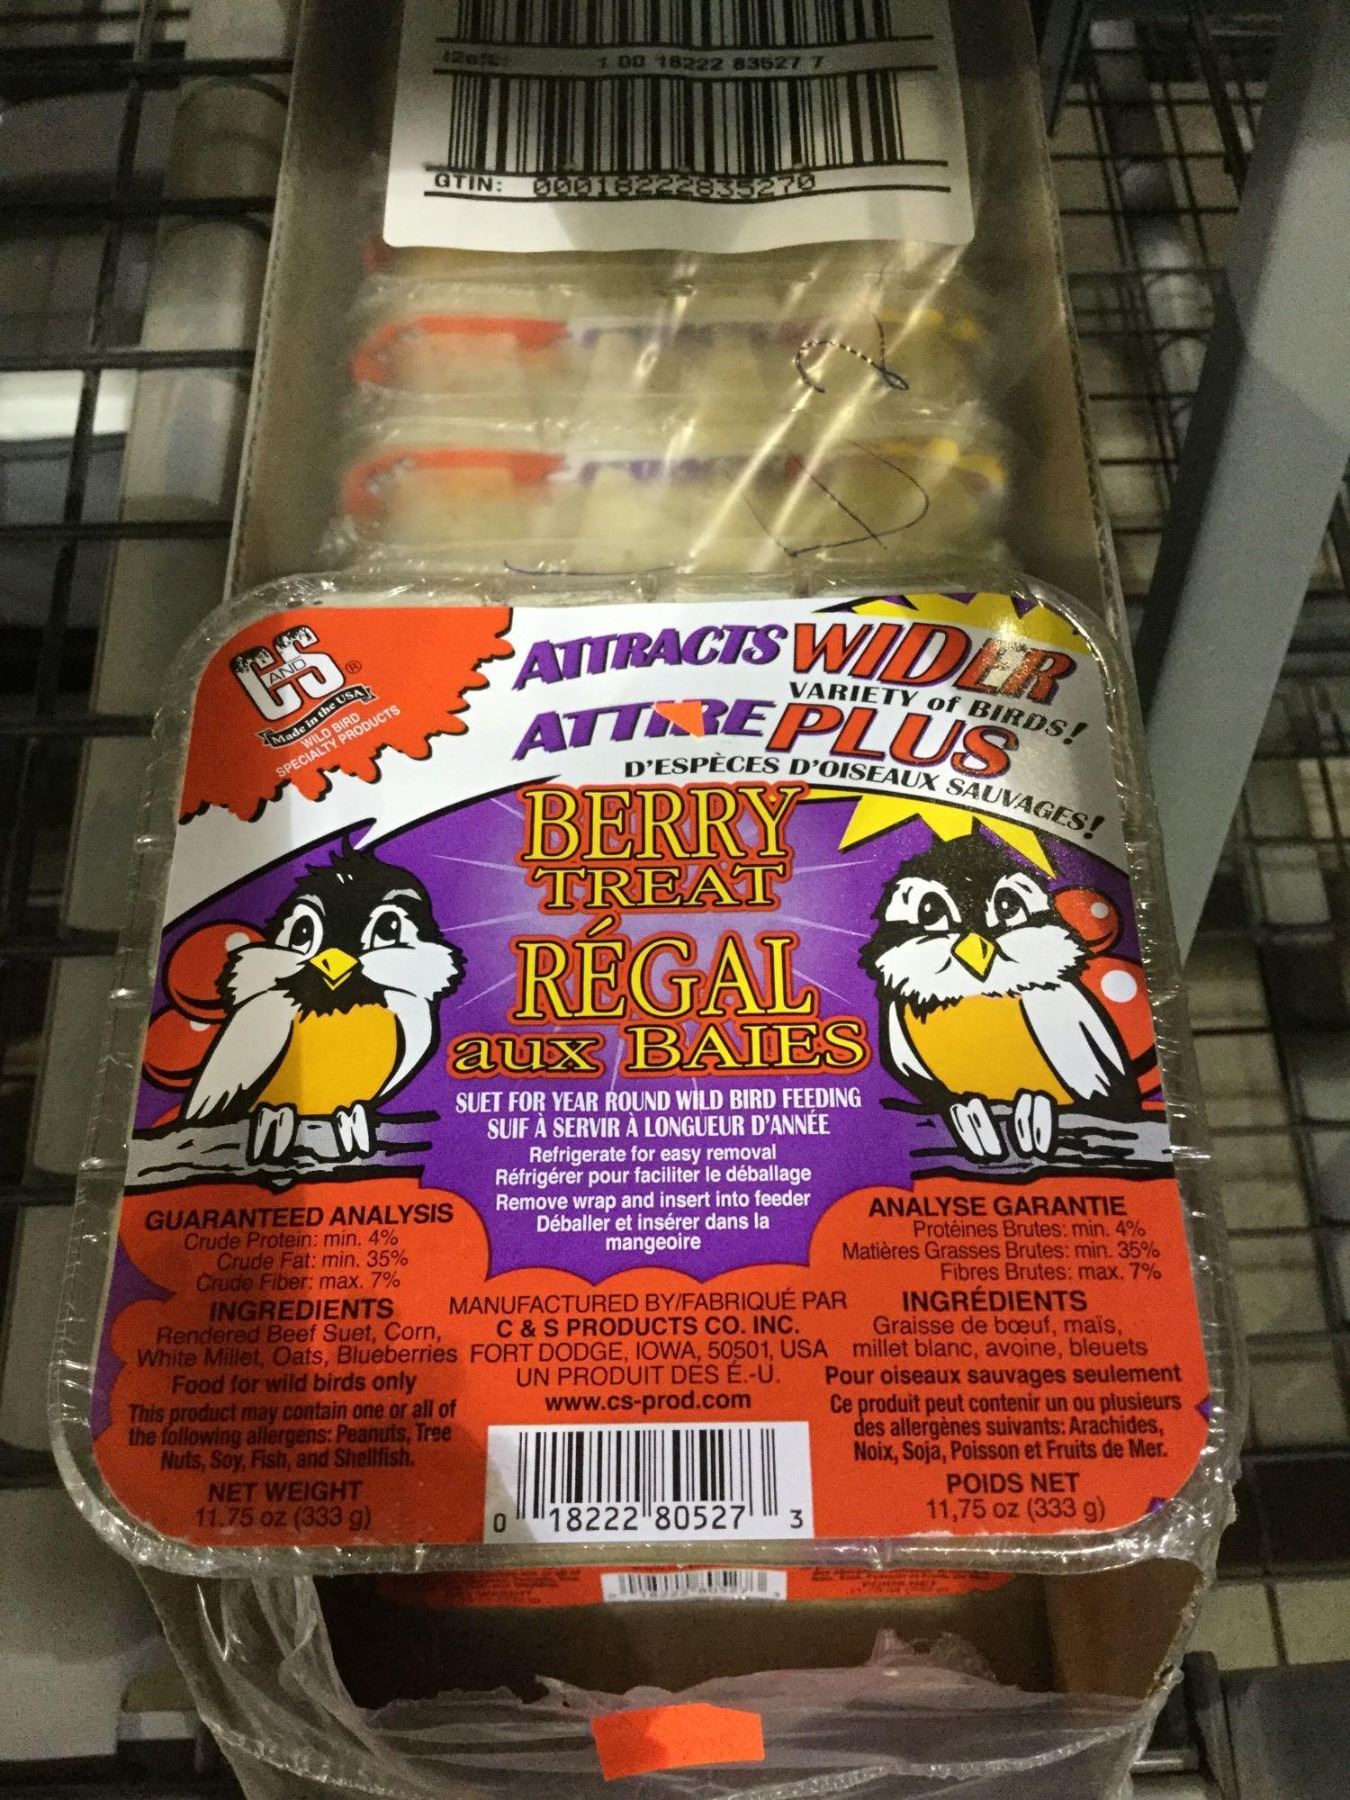 1 00 18222 83527 7
GTIN: 00018222835270
C AND S ®
Made in the USA
WILD BIRD
SPECIALTY PRODUCTS
ATTRACTS WIDER
VARIETY of BIRDS!
ATTIRE PLUS
D'ESPÈCES D'OISEAUX SAUVAGES!
BERRY
TREAT
RÉGAL
aux BAIES
SUET FOR YEAR ROUND WILD BIRD FEEDING
SUIF À SERVIR À LONGUEUR D'ANNÉE
Refrigerate for easy removal
Réfrigérer pour faciliter le déballage
Remove wrap and insert into feeder
Déballer et insérer dans la
mangeoire
GUARANTEED ANALYSIS
Crude Protein: min. 4%
Crude Fat: min. 35%
Crude Fiber: max. 7%
INGREDIENTS
Rendered Beef Suet, Corn,
White Millet, Oats, Blueberries
Food for wild birds only
This product may contain one or all of
the following allergens: Peanuts, Tree
Nuts, Soy, Fish, and Shellfish.
NET WEIGHT
11.75 oz (333 g)
MANUFACTURED BY/FABRIQUÉ PAR
C & S PRODUCTS CO. INC.
FORT DODGE, IOWA, 50501, USA
UN PRODUIT DES É.-U.
www.cs-prod.com
0 18222 80527 3
ANALYSE GARANTIE
Protéines Brutes: min. 4%
Matières Grasses Brutes: min. 35%
Fibres Brutes: max. 7%
INGRÉDIENTS
Graisse de bœuf, maïs,
millet blanc, avoine, bleuets
Pour oiseaux sauvages seulement
Ce produit peut contenir un ou plusieurs
des allergènes suivants: Arachides,
Noix, Soja, Poisson et Fruits de Mer.
POIDS NET
11,75 oz (333 g)